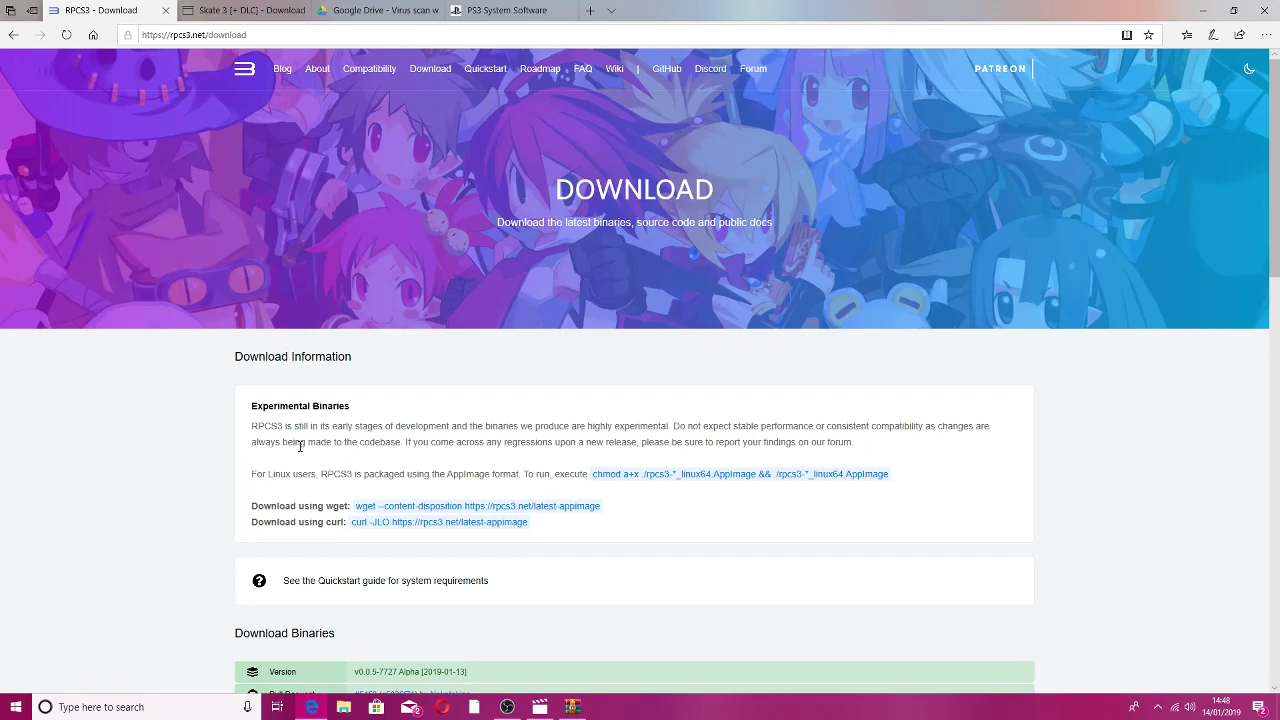 RPCS3 - Download
Skate 3 [+ DLC] - Download
Google Drive - Virus scan w
PS3 System Software
https://rpcs3.net/download
Blog About Compatibility Download Quickstart Roadmap FAQ Wiki | GitHub Discord Forum
PATREON
DOWNLOAD
Download the latest binaries, source code and public docs
Download Information
Experimental Binaries
RPCS3 is still in its early stages of development and the binaries we produce are highly experimental. Do not expect stable performance or consistent compatibility as changes are
always being made to the codebase. If you come across any regressions upon a new release, please be sure to report your findings on our forum.
For Linux users, RPCS3 is packaged using the AppImage format. To run, execute chmod a+x ./rpcs3-*_linux64.AppImage && ./rpcs3-*_linux64.AppImage
Download using wget: wget --content-disposition https://rpcs3.net/latest-appimage
Download using curl: curl -JLO https://rpcs3.net/latest-appimage
See the Quickstart guide for system requirements
Download Binaries
Version v0.0.5-7727 Alpha [2019-01-13]
Type here to search
2
14:48
14/01/2019
2